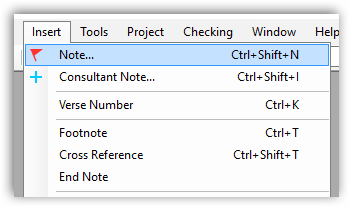 Insert Tools Project Checking Window Help
Note... Ctrl+Shift+N
Consultant Note... Ctrl+Shift+I
Verse Number Ctrl+K
Footnote Ctrl+T
Cross Reference Ctrl+Shift+T
End Note